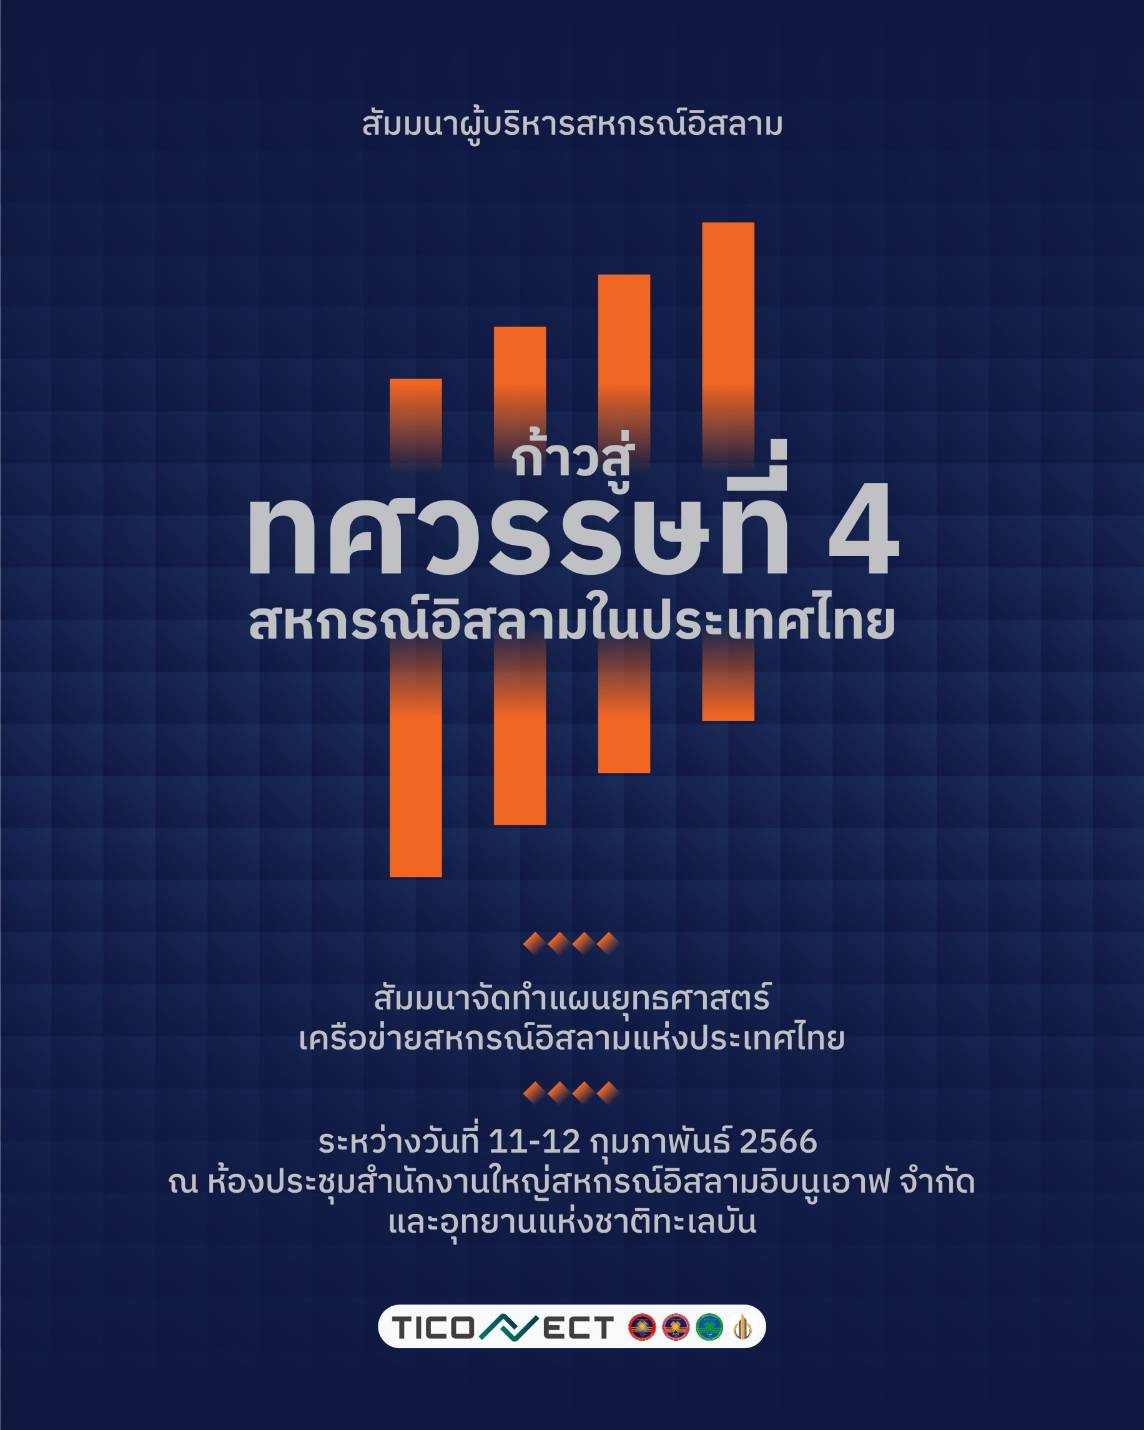 สัมมนาผู้บริหารสหกรณ์อิสลาม
ก้าวสู่
ทศวรรษที่ 4
สหกรณ์อิสลามในประเทศไทย
สัมมนาจัดทำแผนยุทธศาสตร์
เครือข่ายสหกรณ์อิสลามแห่งประเทศไทย
ระหว่างวันที่ 11-12 กุมภาพันธ์ 2566
ณ ห้องประชุมสำนักงานใหญ่สหกรณ์อิสลามอิบนูเอาฟ จำกัด
และอุทยานแห่งชาติทะเลบัน
TICONNECT